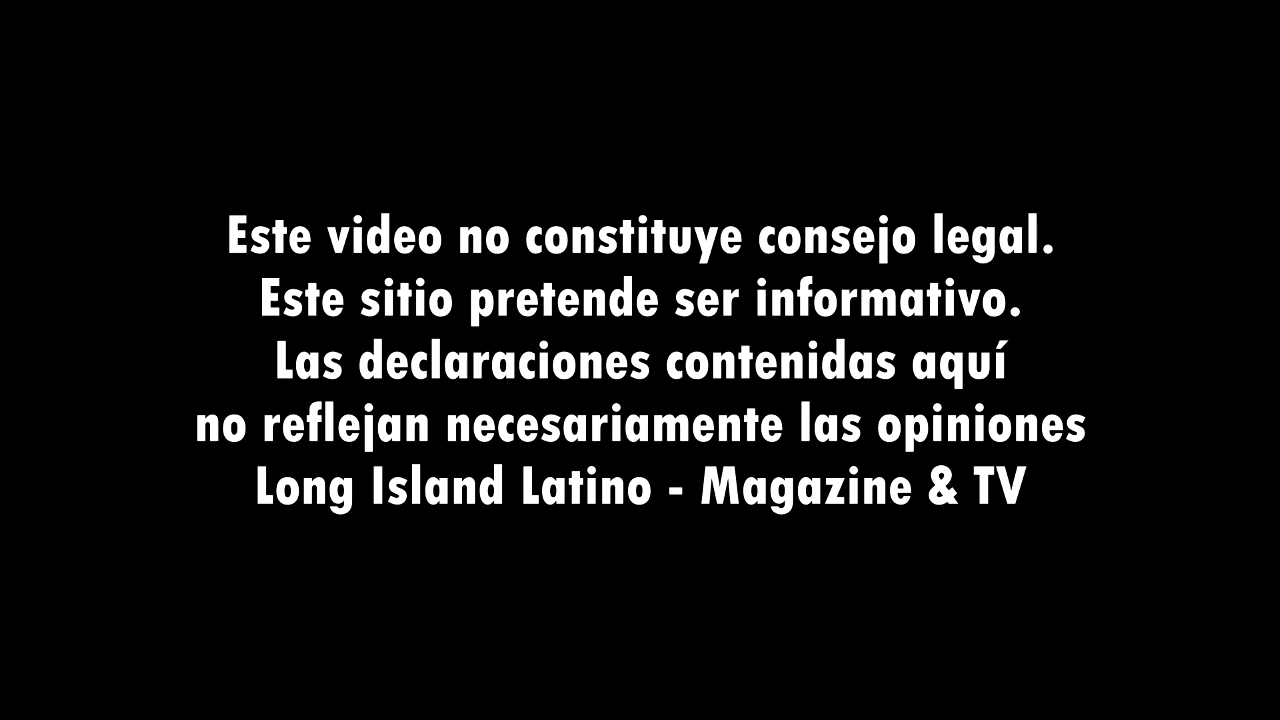 Este video no constituye consejo legal.
Este sitio pretende ser informativo.
Las declaraciones contenidas aquí
no reflejan necesariamente las opiniones
Long Island Latino - Magazine & TV